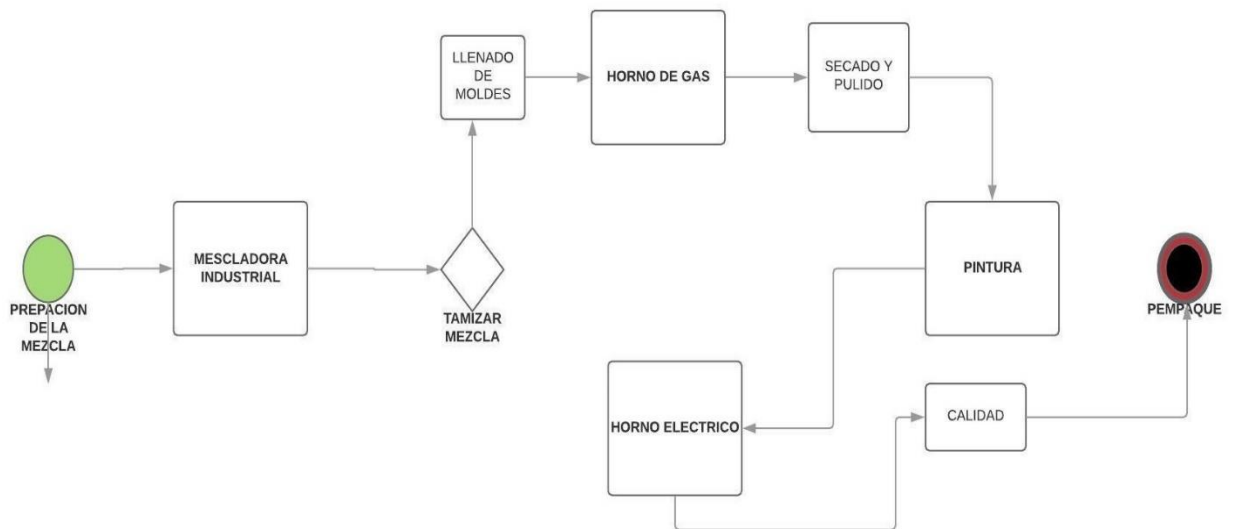 PREPACION
DE LA
MEZCLA
MESCLADORA
INDUSTRIAL
TAMIZAR
MEZCLA
LLENADO
DE
MOLDES
HORNO DE GAS
SECADO Y
PULIDO
PINTURA
HORNO ELECTRICO
CALIDAD
PEMPAQUE